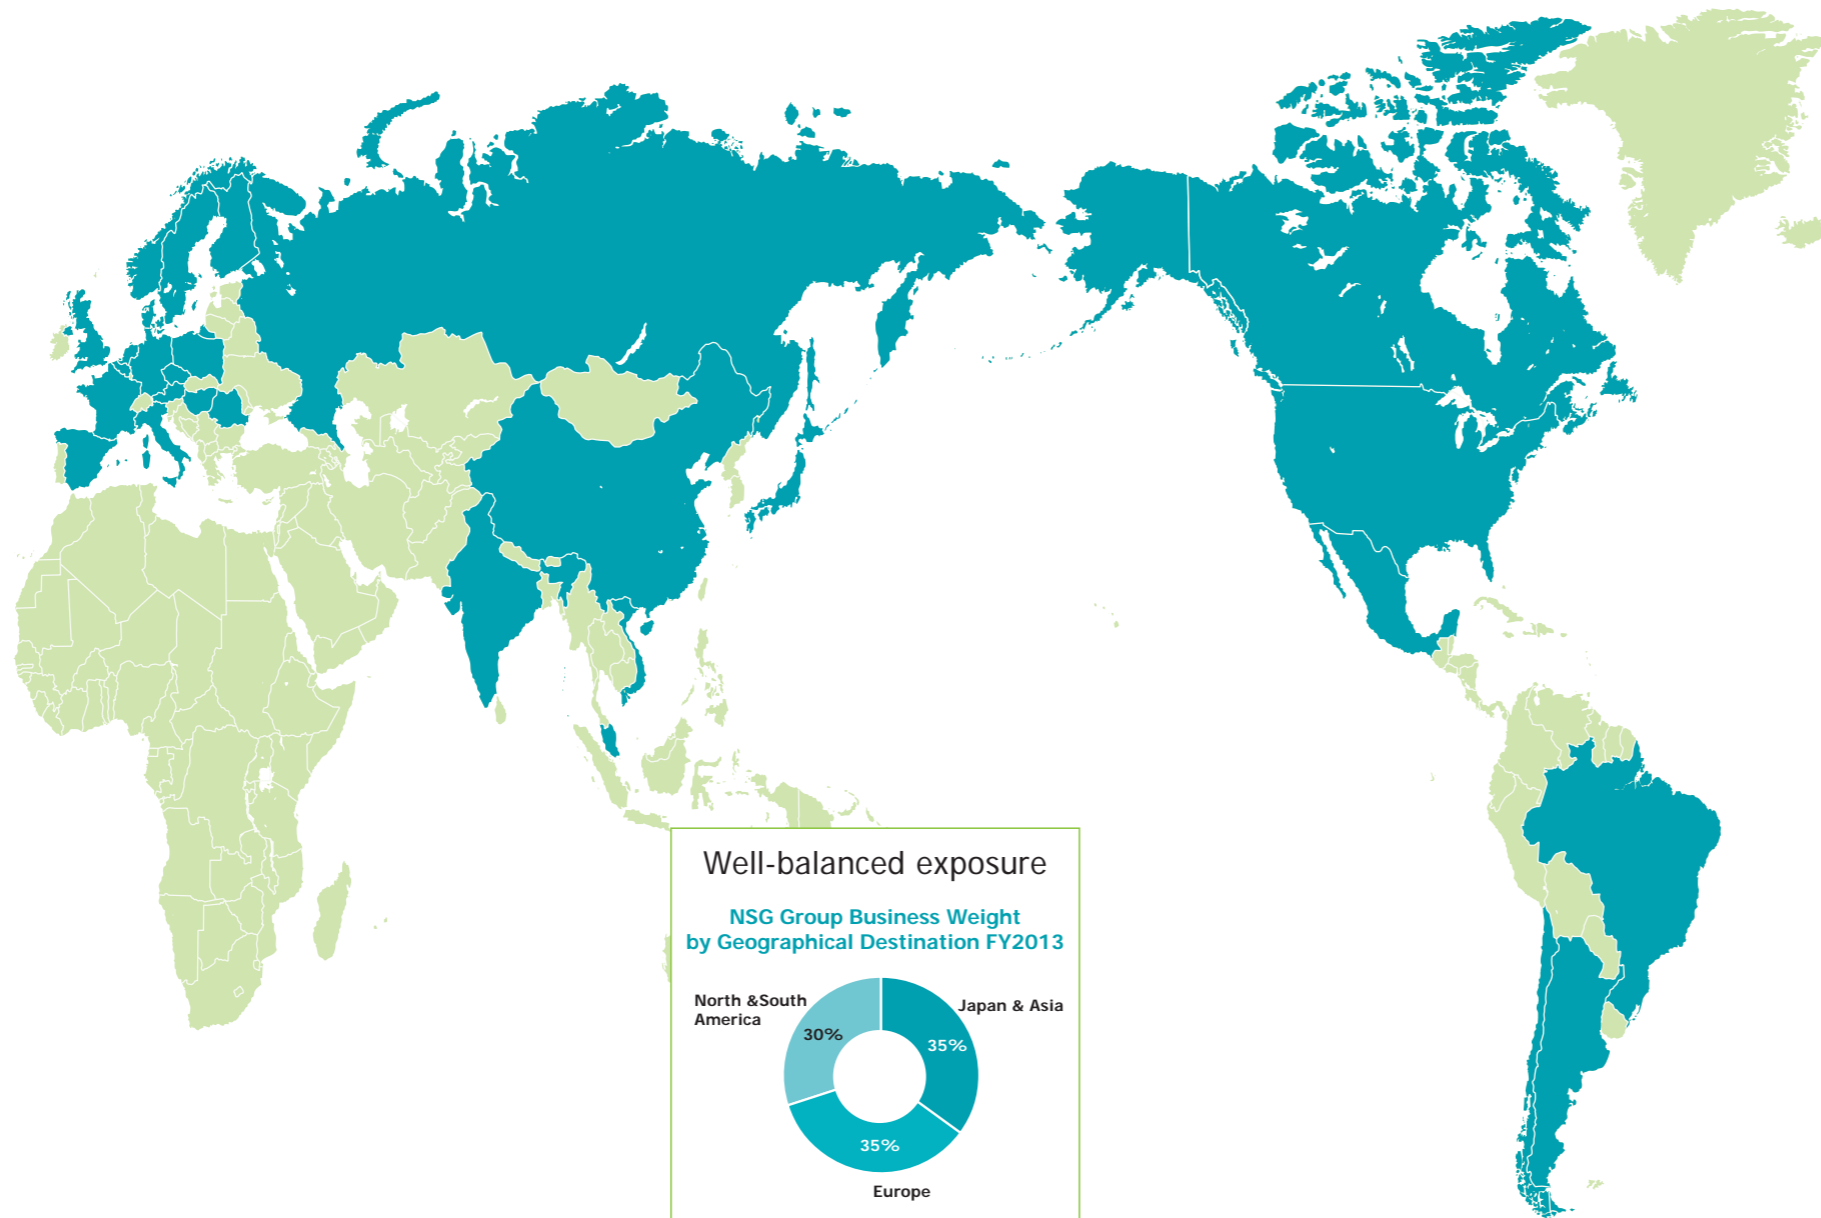 Well-balanced exposure
NSG Group Business Weight
by Geographical Destination FY2013
North &South
America
30%
Japan & Asia
35%
35%
Europe